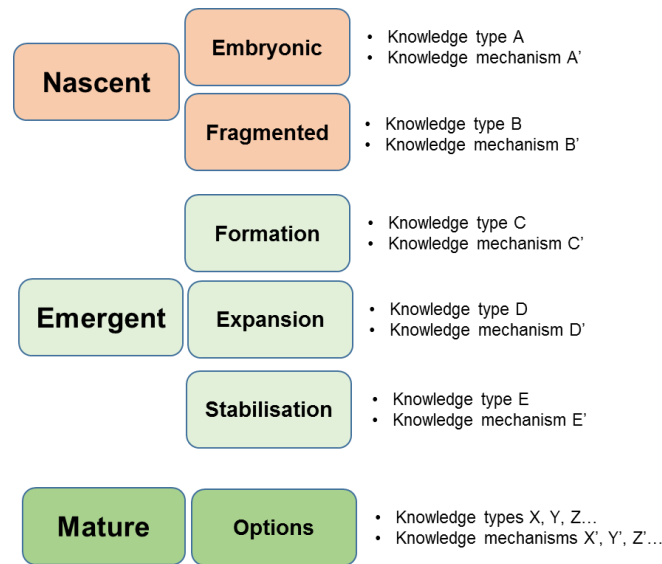 Nascent
Embryonic
• Knowledge type A
• Knowledge mechanism A’
Fragmented
• Knowledge type B
• Knowledge mechanism B’
Emergent
Formation
• Knowledge type C
• Knowledge mechanism C’
Expansion
• Knowledge type D
• Knowledge mechanism D’
Stabilisation
• Knowledge type E
• Knowledge mechanism E’
Mature
Options
• Knowledge types X, Y, Z…
• Knowledge mechanisms X’, Y’, Z’…